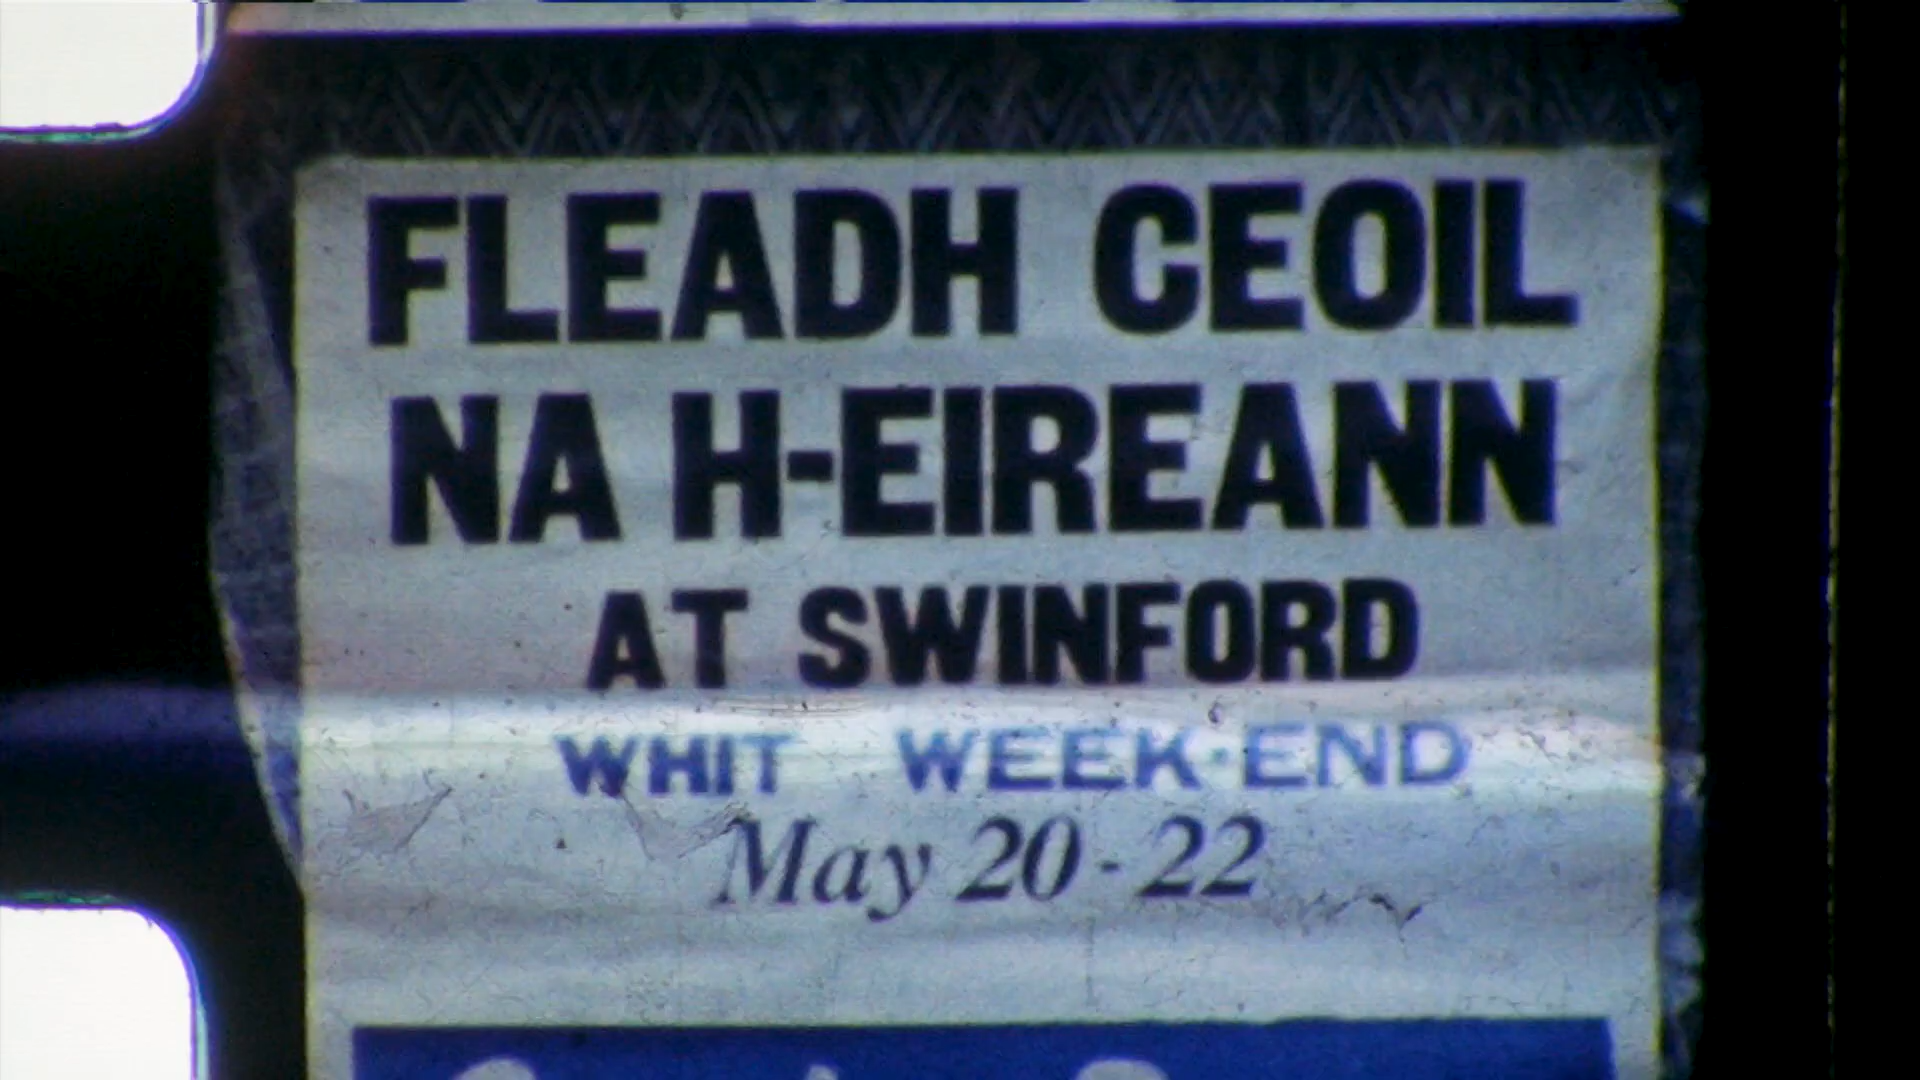 FLEADH CEOIL
NA H-EIREANN
AT SWINFORD
WHIT WEEK-END
May 20-22